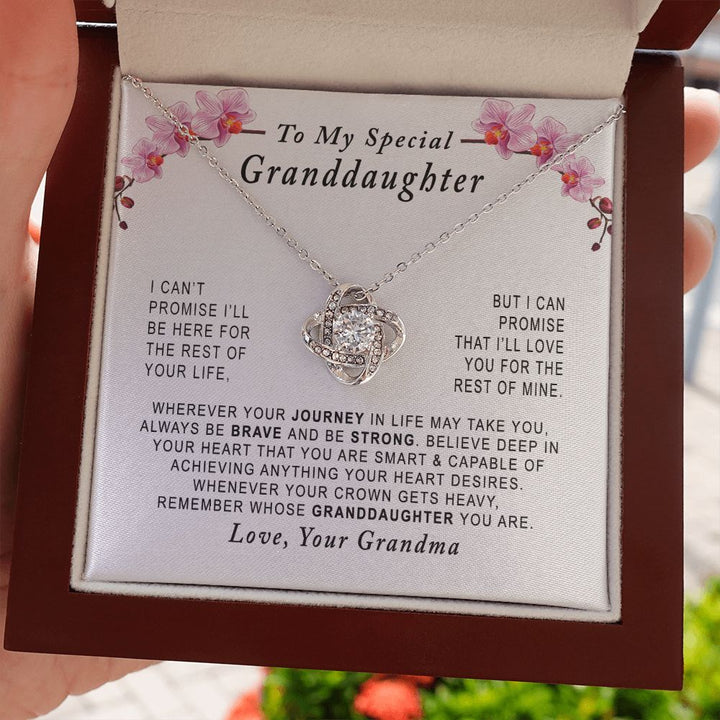 To My Special
Granddaughter
I CAN'T
PROMISE I'LL
BE HERE FOR
THE REST OF
YOUR LIFE,
BUT I CAN
PROMISE
THAT I'LL LOVE
YOU FOR THE
REST OF MINE.
WHEREVER YOUR JOURNEY IN LIFE MAY TAKE YOU,
ALWAYS BE BRAVE AND BE STRONG. BELIEVE DEEP IN
YOUR HEART THAT YOU ARE SMART & CAPABLE OF
ACHIEVING ANYTHING YOUR HEART DESIRES.
WHENEVER YOUR CROWN GETS HEAVY,
REMEMBER WHOSE GRANDDAUGHTER YOU ARE.
Love, Your Grandma